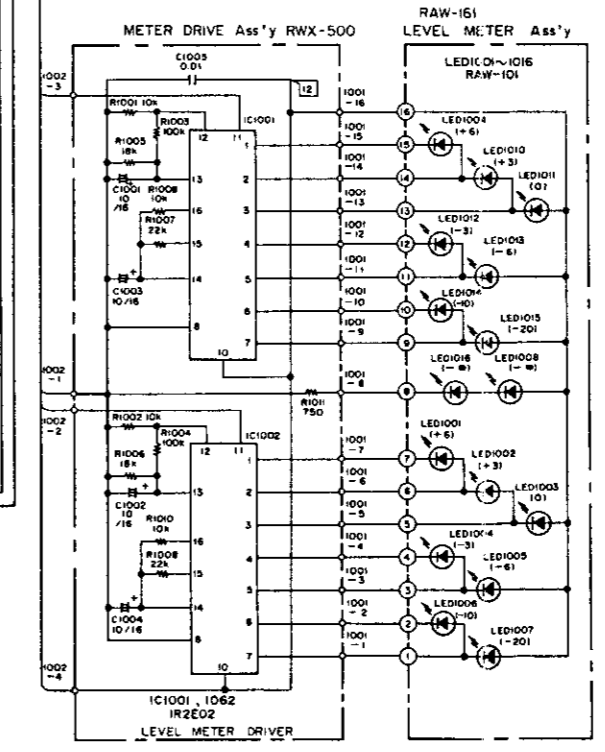 RAW-161
METER DRIVE Ass'y RWX-500
LEVEL METER Ass'y
C1005
0.01
LED1001~1016
RAW-101
12
1002
-3
R1001 10k
R1003
100k
IC1001
R1005
18k
C1001
10
/16
R1008
10k
R1007
22k
C1003
10/16
12
11
13
16
15
14
8
10
1
2
3
4
5
6
7
1001
-16
1001
-15
1001
-14
1001
-13
1001
-12
1001
-11
1001
-10
1001
-9
1001
-8
16
15
14
13
12
11
10
9
8
LED1004
(+6)
LED1010
(+3)
LED1011
(0)
LED1012
(-3)
LED1013
(-6)
LED1014
(-10)
LED1015
(-20)
LED1016
(-∞)
LED1008
(-∞)
1002
-1
1002
-2
R1011
750
R1002 10k
R1004
100k
IC1002
R1006
18k
C1002
10
/16
R1010
10k
R1008
22k
C1004
10/16
12
11
13
16
15
14
8
10
1
2
3
4
5
6
7
1001
-7
1001
-6
1001
-5
1001
-4
1001
-3
1001
-2
1001
-1
7
6
5
4
3
2
1
LED1001
(+6)
LED1002
(+3)
LED1003
(0)
LED1004
(-3)
LED1005
(-6)
LED1006
(-10)
LED1007
(-20)
1002
-4
IC1001, 1062
IR2E02
LEVEL METER DRIVER